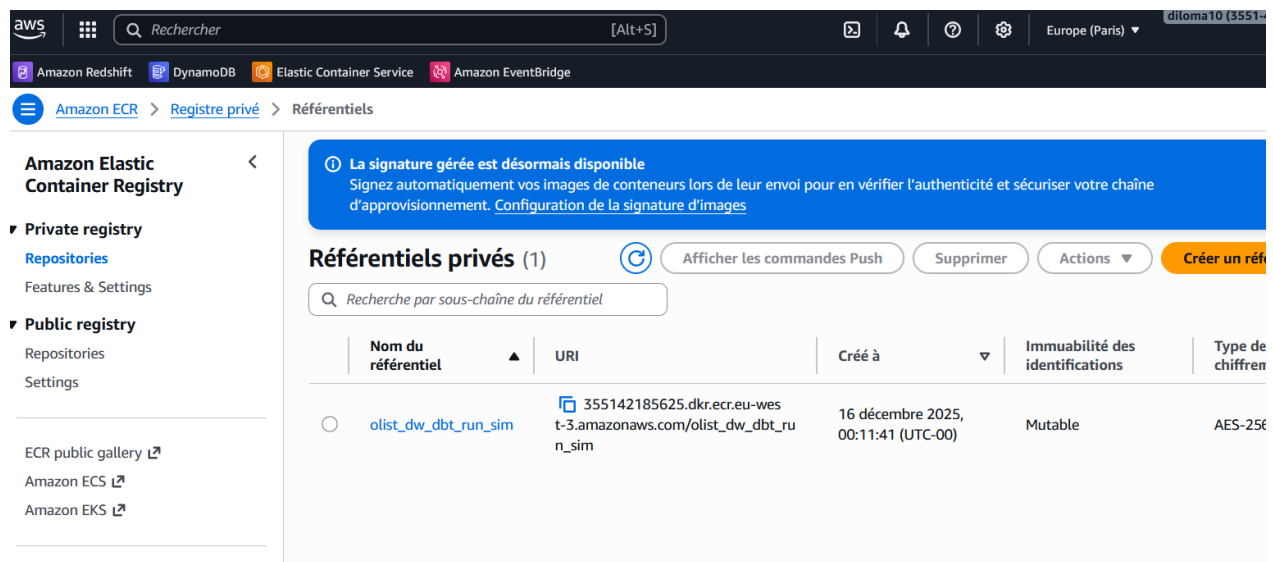 aws
Rechercher [Alt+S]
Europe (Paris)
diloma10 (3551-4
Amazon Redshift DynamoDB Elastic Container Service Amazon EventBridge
Amazon ECR > Registre privé > Référentiels
Amazon Elastic
Container Registry
Private registry
Repositories
Features & Settings
Public registry
Repositories
Settings
ECR public gallery
Amazon ECS
Amazon EKS
La signature gérée est désormais disponible
Signez automatiquement vos images de conteneurs lors de leur envoi pour en vérifier l’authenticité et sécuriser votre chaîne
d’approvisionnement. Configuration de la signature d’images
Référentiels privés (1)
Afficher les commandes Push Supprimer Actions Créer un réfé
Recherche par sous-chaîne du référentiel
Nom du
référentiel
URI
Créé à
Immuabilité des
identifications
Type de
chiffrem
olist_dw_dbt_run_sim
355142185625.dkr.ecr.eu-wes
t-3.amazonaws.com/olist_dw_dbt_ru
n_sim
16 décembre 2025,
00:11:41 (UTC-00)
Mutable
AES-256